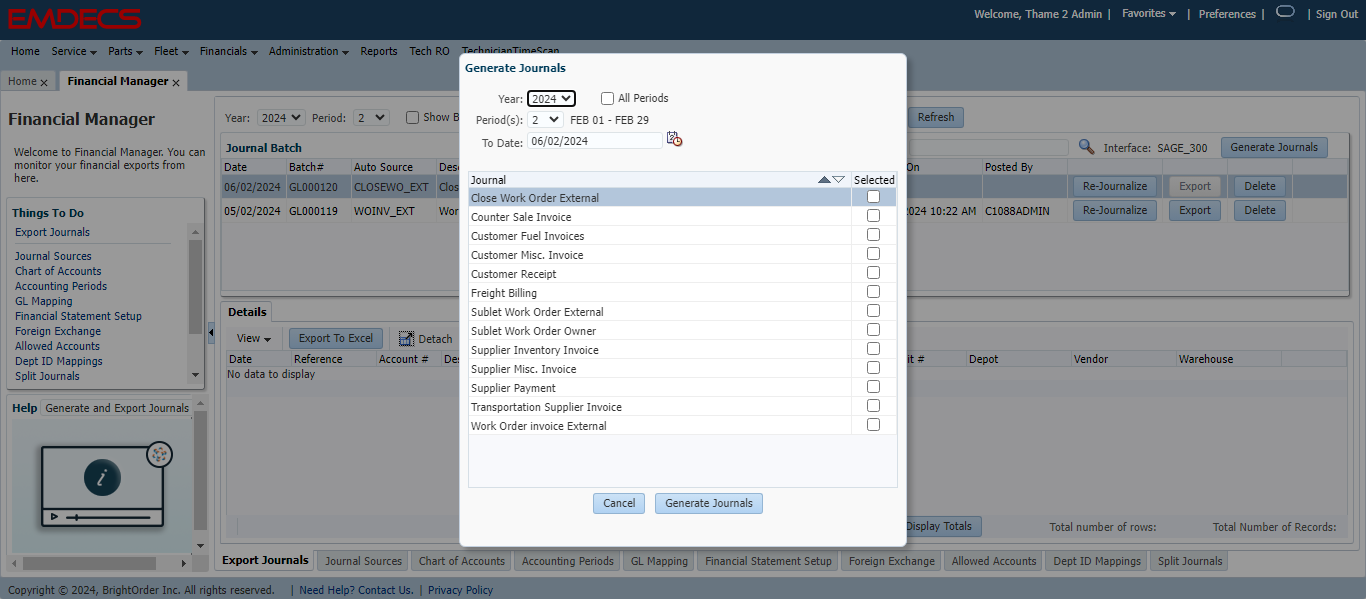 EMDECS
Welcome, Thame 2 Admin | Favorites | Preferences | | Sign Out
Home Service Parts Fleet Financials Administration Reports Tech RO TechnicianTimeScan
Home x Financial Manager x
Financial Manager
Welcome to Financial Manager. You can
monitor your financial exports from
here.
Things To Do
Export Journals
Journal Sources
Chart of Accounts
Accounting Periods
GL Mapping
Financial Statement Setup
Foreign Exchange
Allowed Accounts
Dept ID Mappings
Split Journals
Help Generate and Export Journals
i
Year: 2024 Period: 2 Show B Refresh
Journal Batch Interface: SAGE_300 Generate Journals
Date Batch# Auto Source Des On Posted By
06/02/2024 GL000120 CLOSEWO_EXT Clos Re-Journalize Export Delete
05/02/2024 GL000119 WOINV_EXT Wor 2024 10:22 AM C1088ADMIN Re-Journalize Export Delete
Details
View Export To Excel Detach
Date Reference Account # Des it # Depot Vendor Warehouse
No data to display
Display Totals Total number of rows: Total Number of Records:
Generate Journals
Year: 2024 All Periods
Period(s): 2 FEB 01 - FEB 29
To Date: 06/02/2024
Journal Selected
Close Work Order External
Counter Sale Invoice
Customer Fuel Invoices
Customer Misc. Invoice
Customer Receipt
Freight Billing
Sublet Work Order External
Sublet Work Order Owner
Supplier Inventory Invoice
Supplier Misc. Invoice
Supplier Payment
Transportation Supplier Invoice
Work Order invoice External
Cancel Generate Journals
Export Journals Journal Sources Chart of Accounts Accounting Periods GL Mapping Financial Statement Setup Foreign Exchange Allowed Accounts Dept ID Mappings Split Journals
Copyright © 2024, BrightOrder Inc. All rights reserved. | Need Help? Contact Us. | Privacy Policy